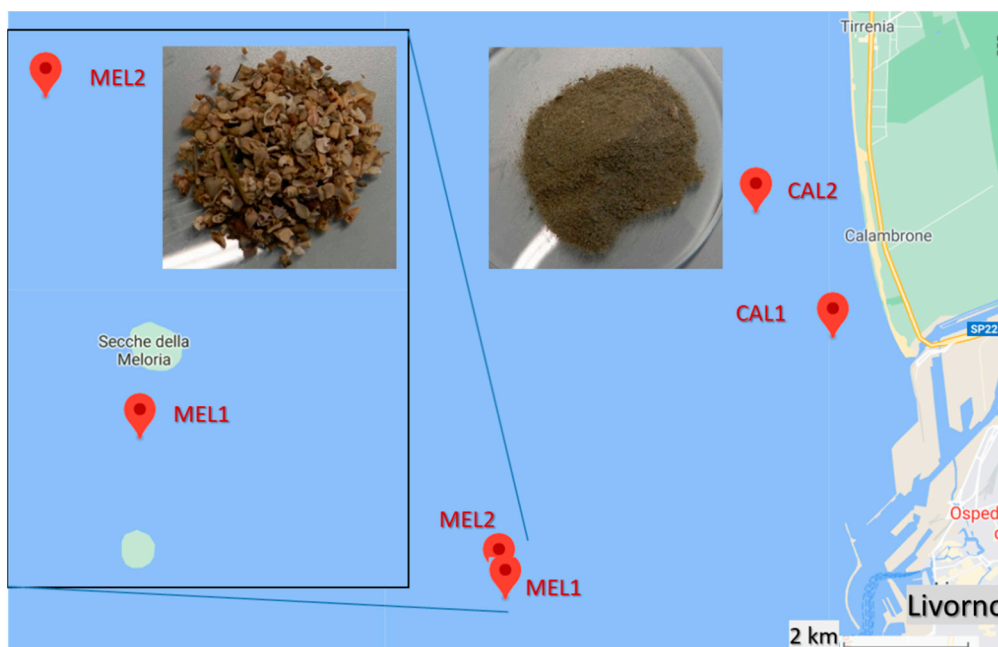 Tirrenia
MEL2
CAL2
Calambrone
CAL1
SP22
Secche della
Meloria
MEL1
MEL2
MEL1
Osped
Livorno
2 km